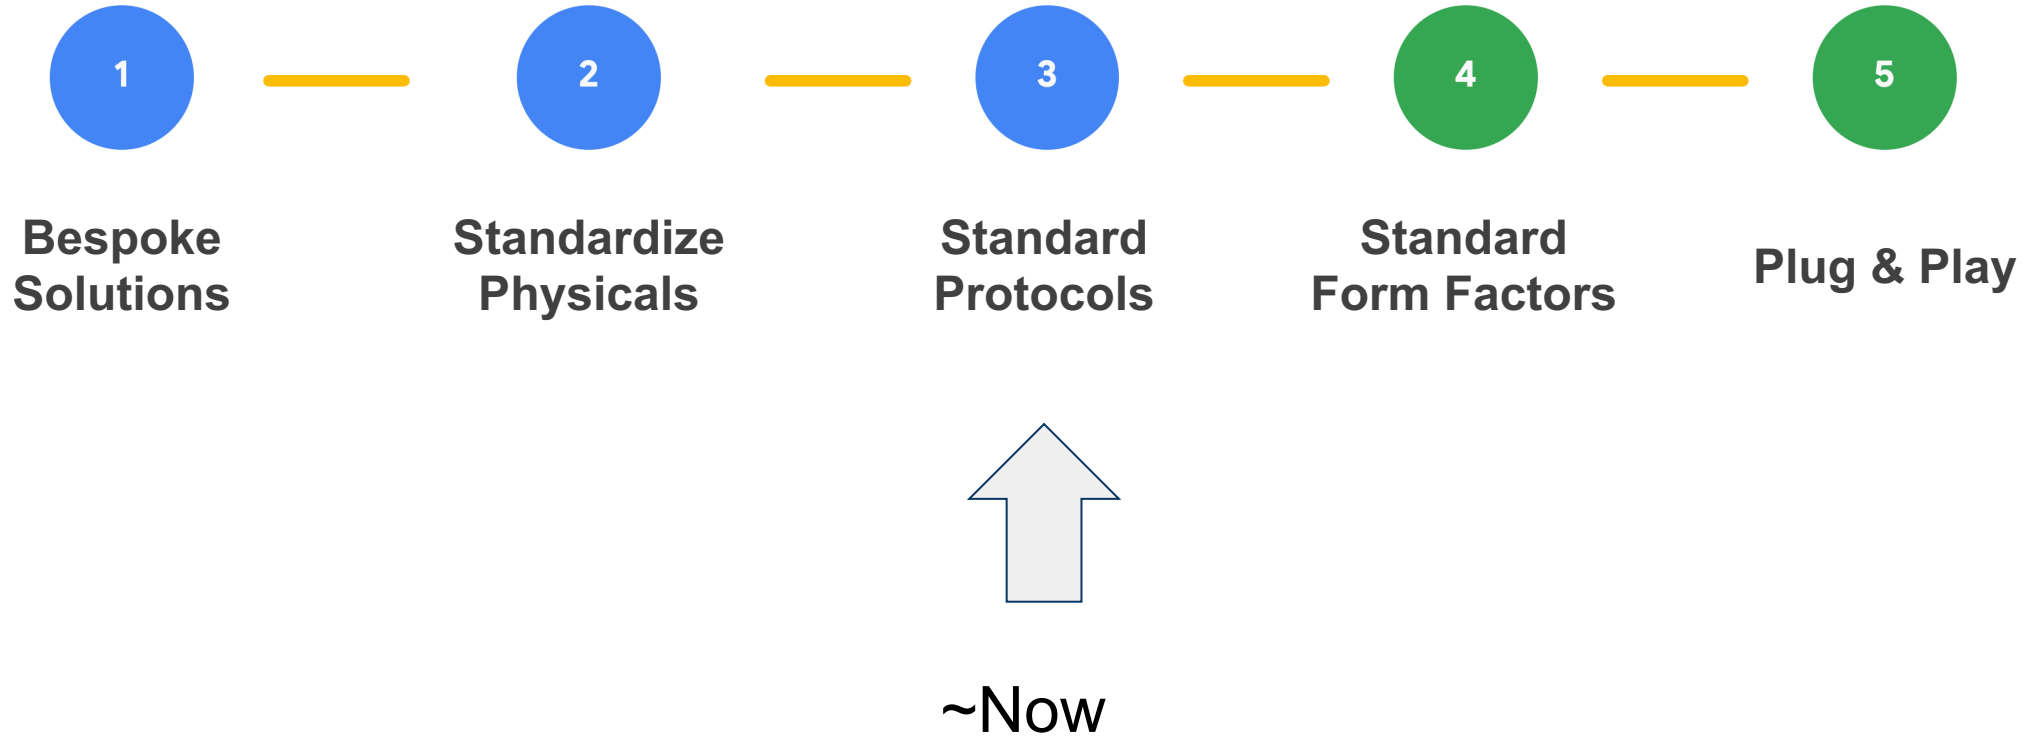 1
2
3
4
5
Bespoke
Solutions
Standardize
Physicals
Standard
Protocols
Standard
Form Factors
Plug & Play
~Now